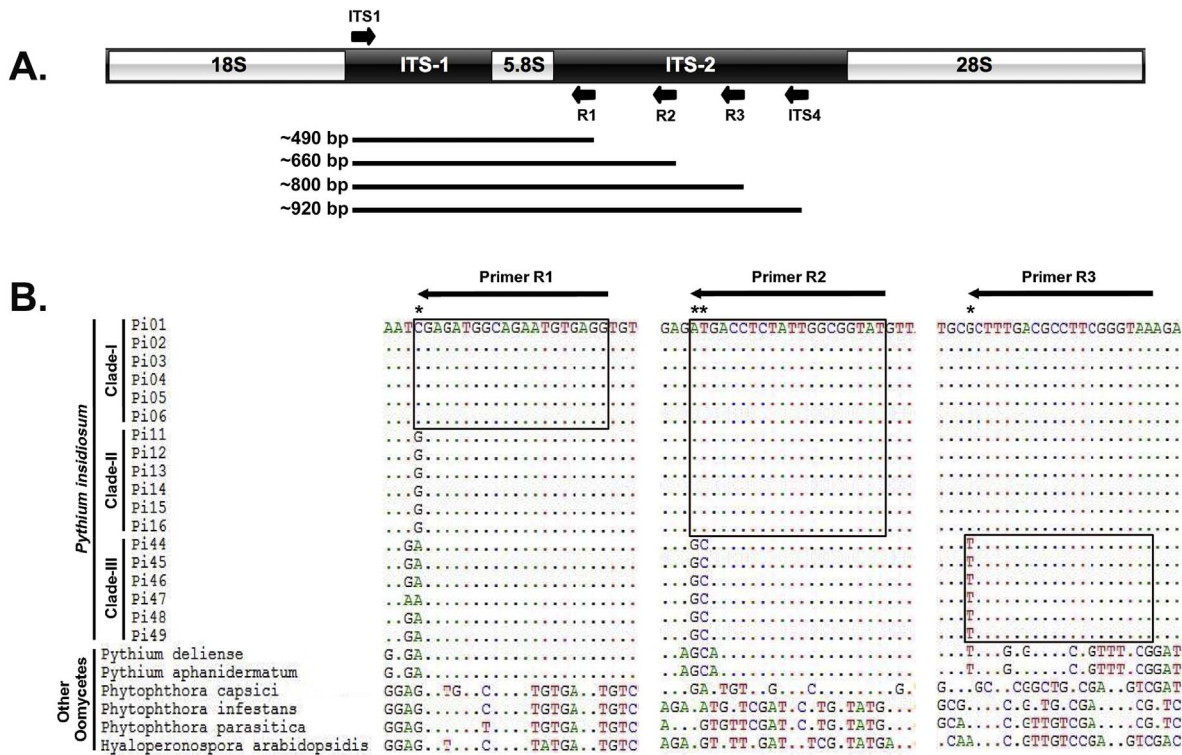 A.
ITS1
18S ITS-1 5.8S ITS-2 28S
R1 R2 R3 ITS4
~490 bp
~660 bp
~800 bp
~920 bp
B.
Primer R1 Primer R2 Primer R3
* ** *
Pythium insidiosum
Clade-I
Pi01 AATCGAGATGGCAGAATGTGAGGTGT GAGATGACCTCTATTGGCGGTATGTT. TGCGCTTTGACGCCTTCGGGTAAAGA
Pi02
Pi03
Pi04
Pi05
Pi06
Clade-II
Pi11 G
Pi12 G
Pi13 G
Pi14 G
Pi15 G
Pi16 G
Clade-III
Pi44 GA GC T
Pi45 GA GC T
Pi46 GA GC T
Pi47 AA GC T
Pi48 GA GC T
Pi49 GA GC T
Other Oomycetes
Pythium deliense G.GA ..AGCA T...G.G....C.GTTT.CGGAT
Pythium aphanidermatum G.GA ..AGCA T...G.....C.GTTT.CGGAT
Phytophthora capsici GGAG..TG..C....TGTGA..TGTC ...GA.TGT..G..C........G. G...GC..CGGCTG.CGA..GTCGAT
Phytophthora infestans GGAG......C....CTGTGA..TGTC AGA.ATG.TCGAT.C.TG.TATG... GCG...C.G.TG.CGA....CG.TC
Phytophthora parasitica GGAG......T....TGTGA..TGTC A...GTGTTCGAT.C.TG.TATG... GCA...C.GTTGTCGA....CG.TC
Hyaloperonospora arabidopsidis GGAG..T...C....TATGA..TGTC AGA.GT.TT.GAT..TCG.TATGA... ..CAA...C.GTTGTCCGA..G.TC